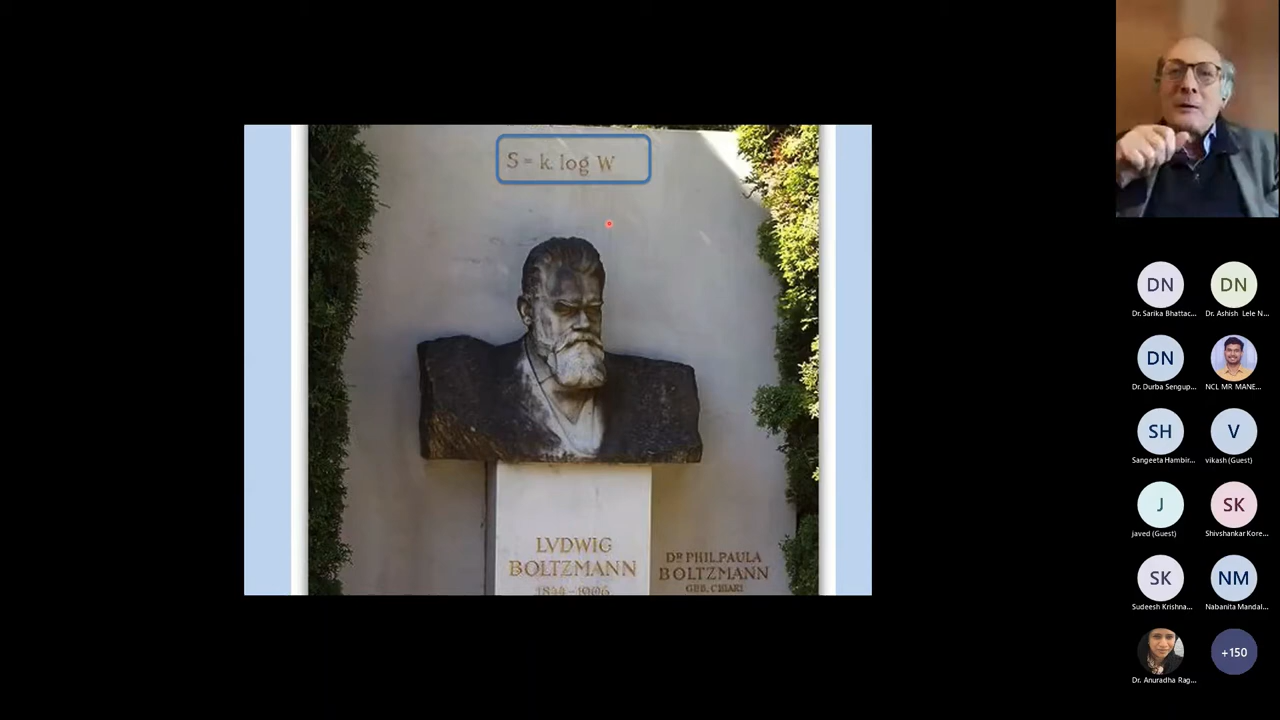 S = k. log W
LVDWIG
BOLTZMANN
1844-1906
DR PHIL.PAULA
BOLTZMANN
GEB. CHIARI
DN
Dr. Sarika Bhattac...
DN
Dr. Ashish Lele N...
DN
Dr. Durba Sengup...
NCL MR MANE...
SH
Sangeeta Hambir...
V
vikash (Guest)
J
javed (Guest)
SK
Shivshankar Kore...
SK
Sudeesh Krishna...
NM
Nabanita Mandal...
Dr. Anuradha Rag...
+150